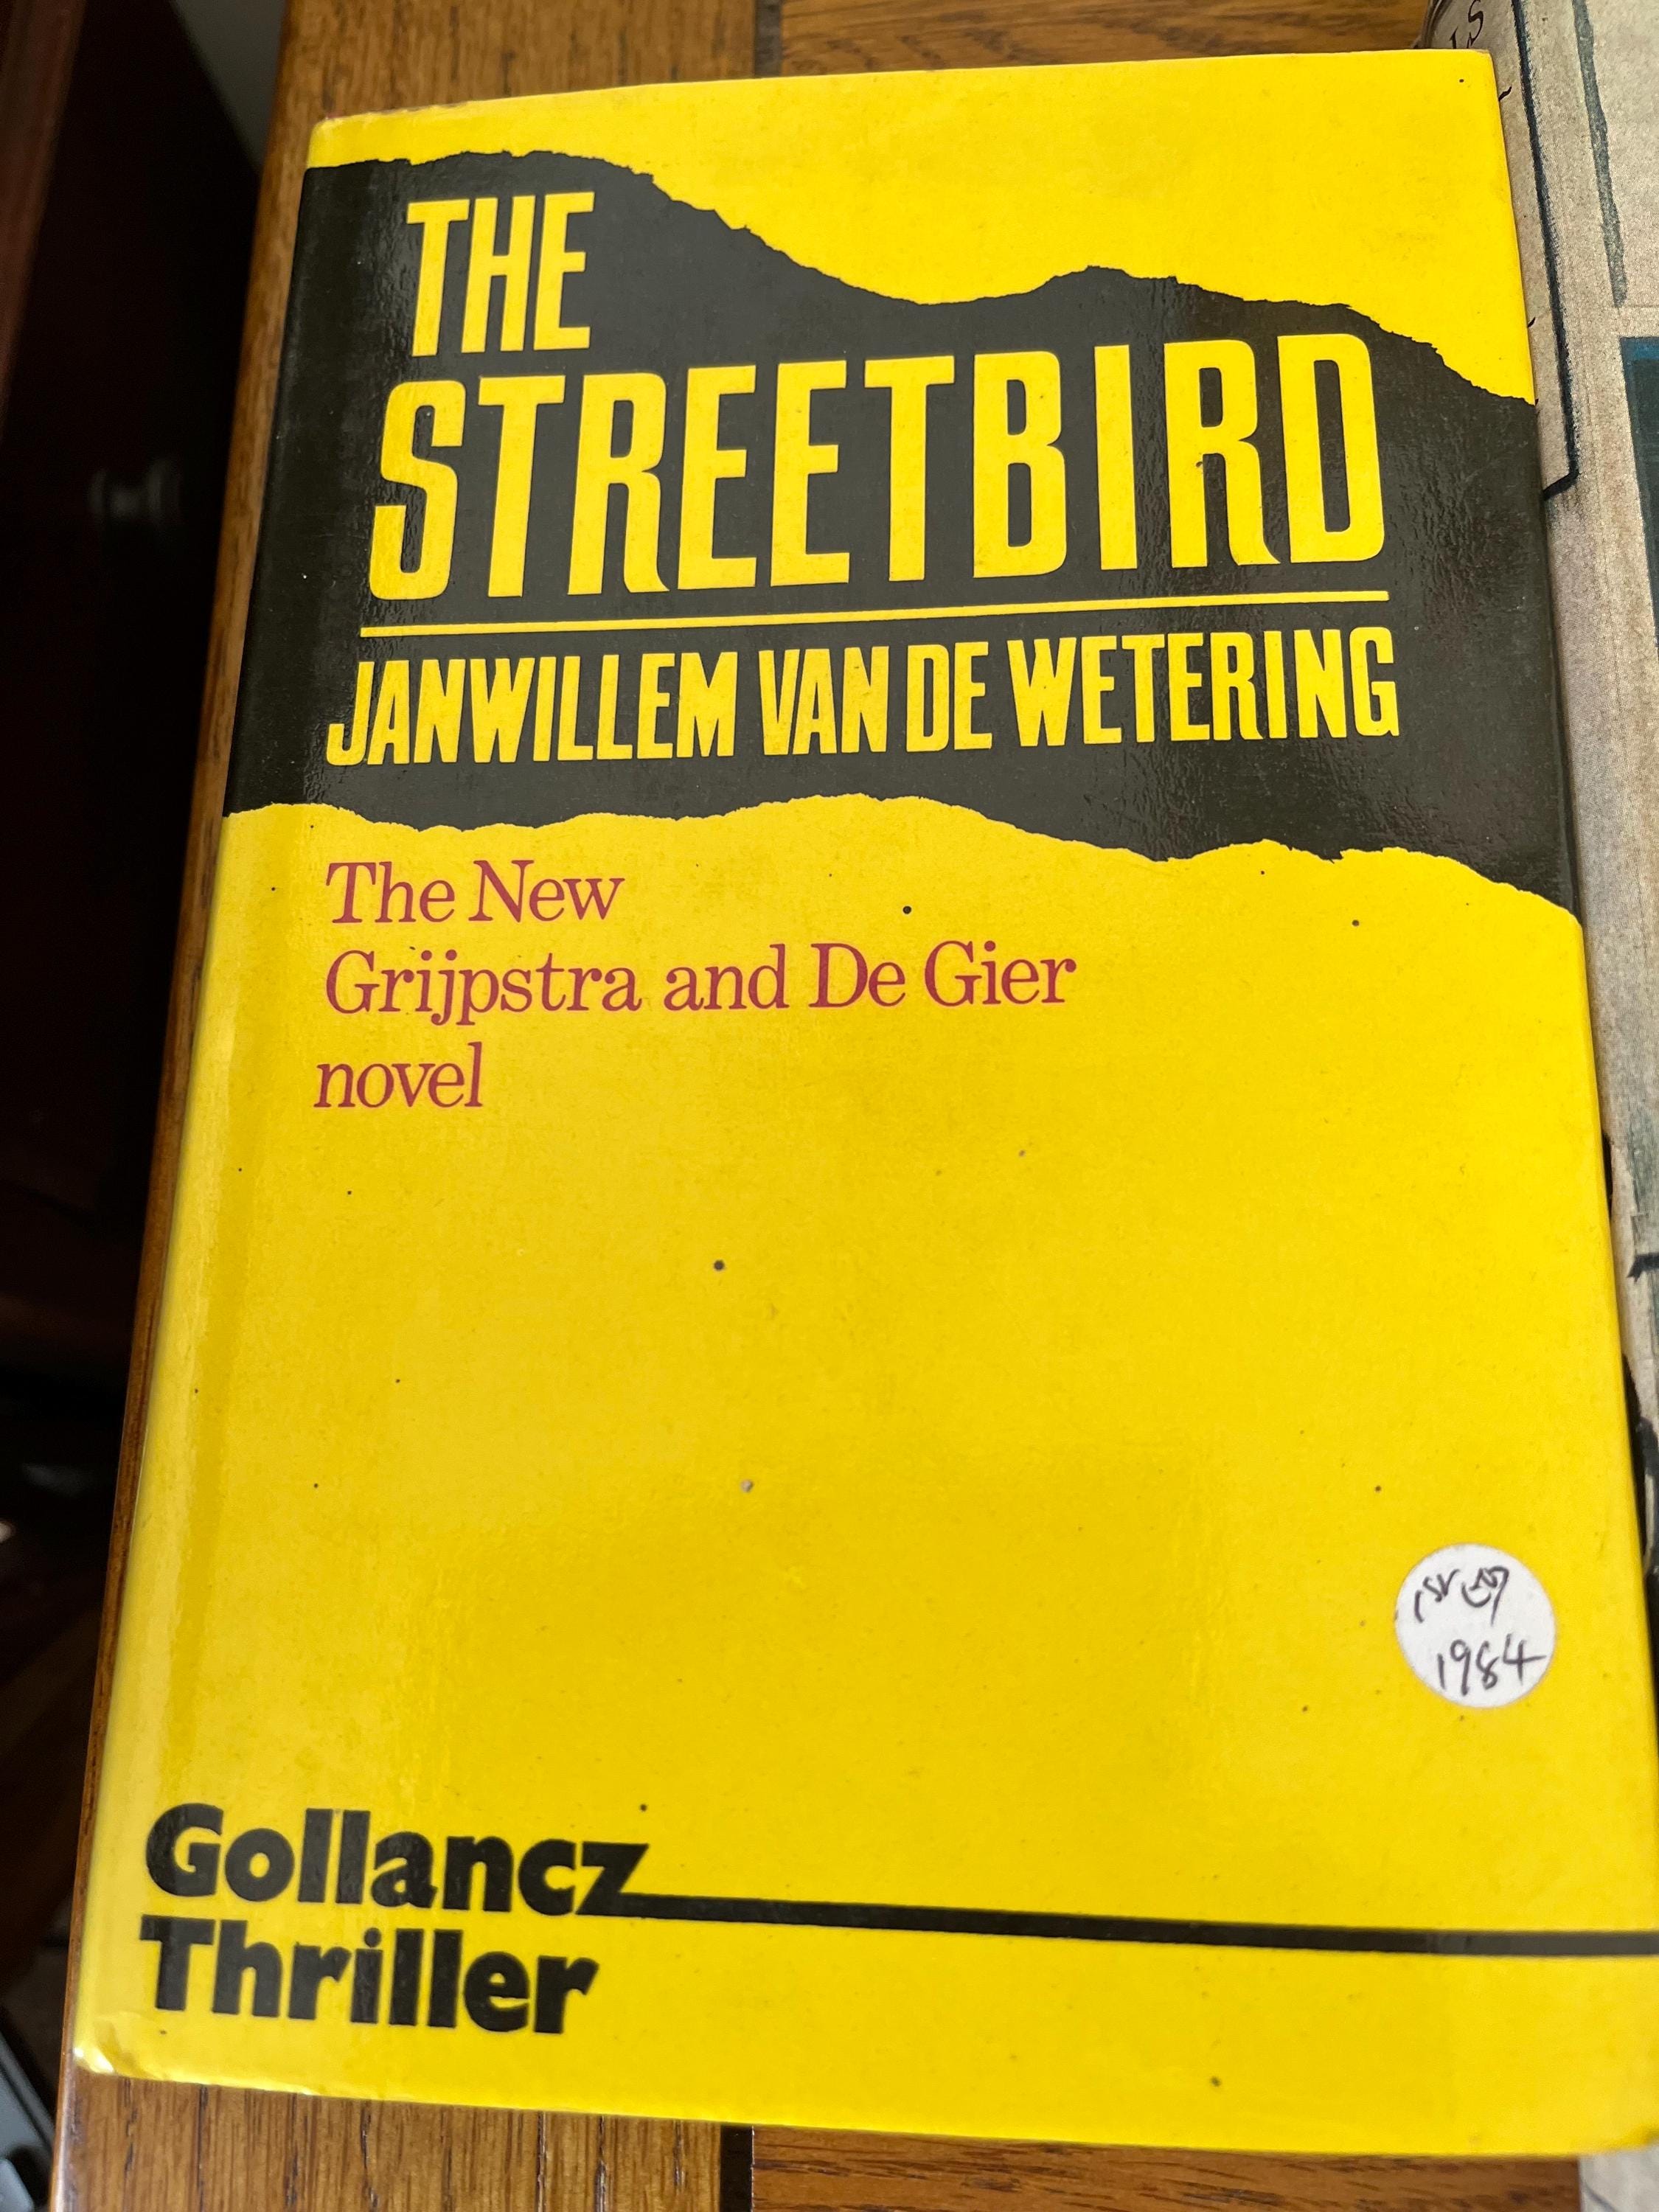 THE
STREETBIRD
JANWILLEM VAN DE WETERING
The New
Grijpstra and De Gier
novel
1984
Gollancz
Thriller